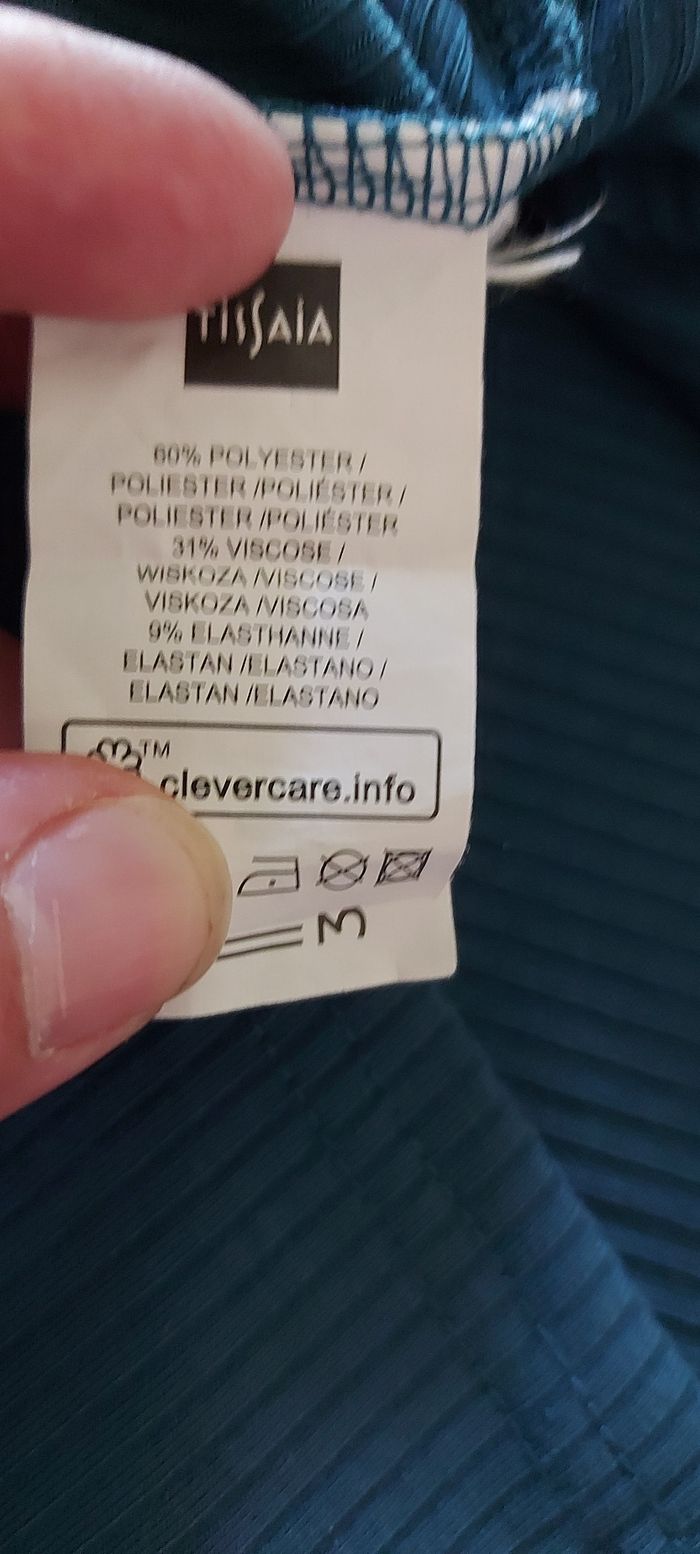 TISSAIA
60% POLYESTER /
POLIESTER /POLIÉSTER /
POLIESTER /POLIÉSTER
31% VISCOSE /
WISKOZA /VISCOSE /
VISKOZA /VISCOSA
9% ELASTHANNE /
ELASTAN /ELASTANO /
ELASTAN /ELASTANO
TM
clevercare.info
3